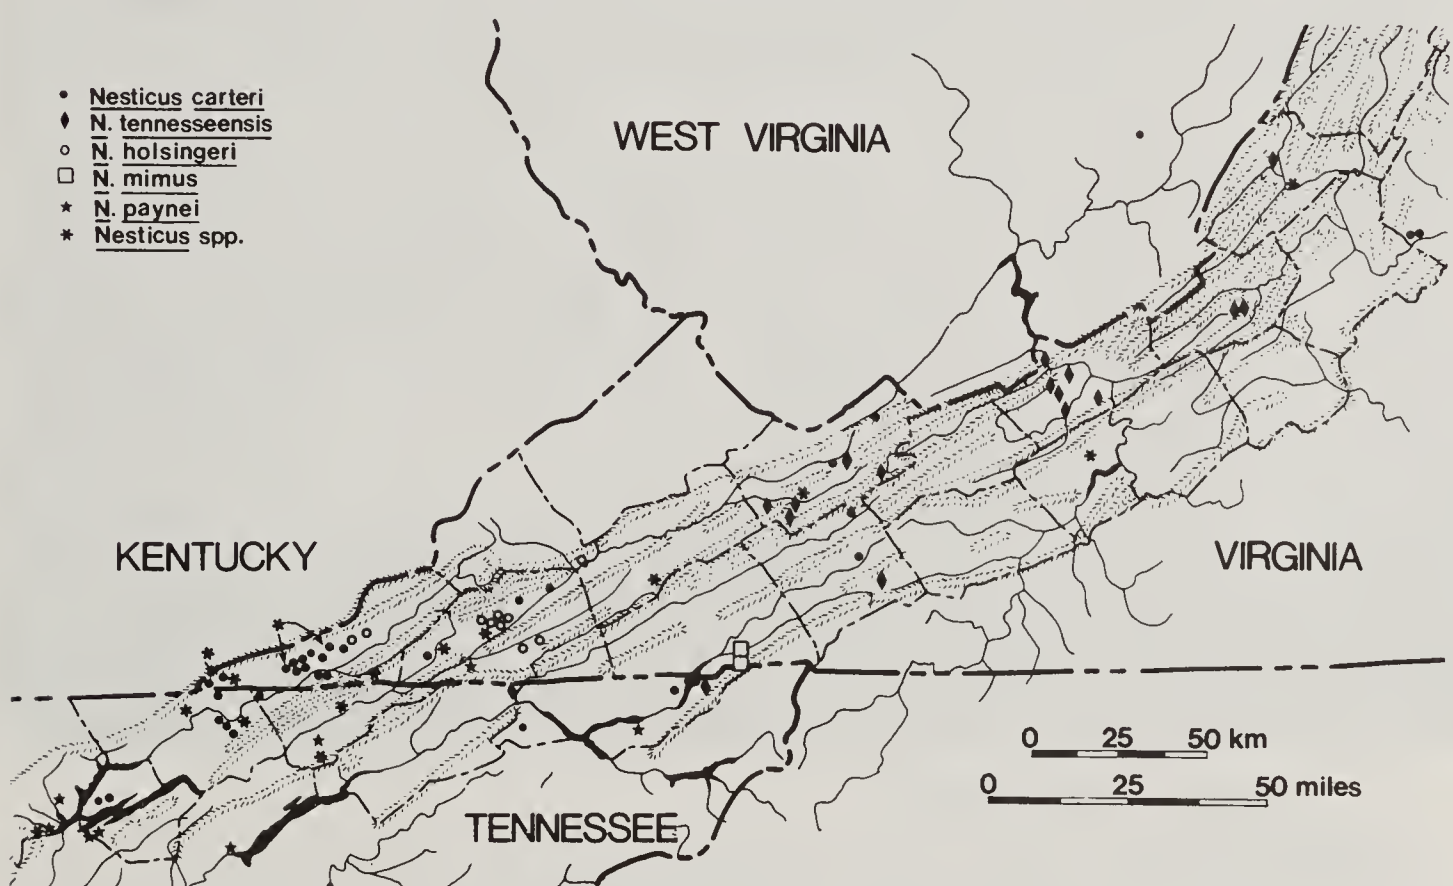 Nesticus carteri
N. tennesseensis
N. holsingeri
N. mimus
N. paynei
Nesticus spp.
WEST VIRGINIA
KENTUCKY
VIRGINIA
TENNESSEE
0 25 50 km
0 25 50 miles